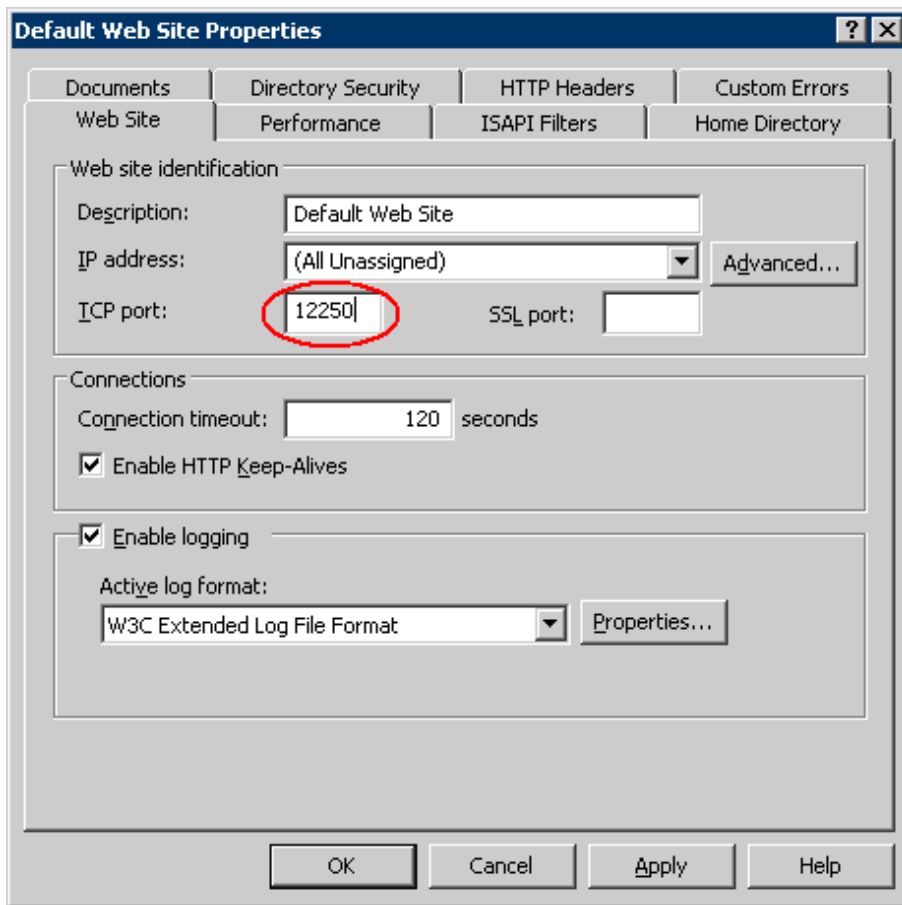 Default Web Site Properties ? X
Documents Directory Security HTTP Headers Custom Errors
Web Site Performance ISAPI Filters Home Directory
Web site identification
Description: Default Web Site
IP address: (All Unassigned) Advanced...
TCP port: 12250 SSL port:
Connections
Connection timeout: 120 seconds
Enable HTTP Keep-Alives
Enable logging
Active log format:
W3C Extended Log File Format Properties...
OK Cancel Apply Help